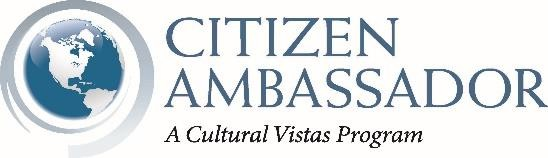 CITIZEN
AMBASSADOR
A Cultural Vistas Program